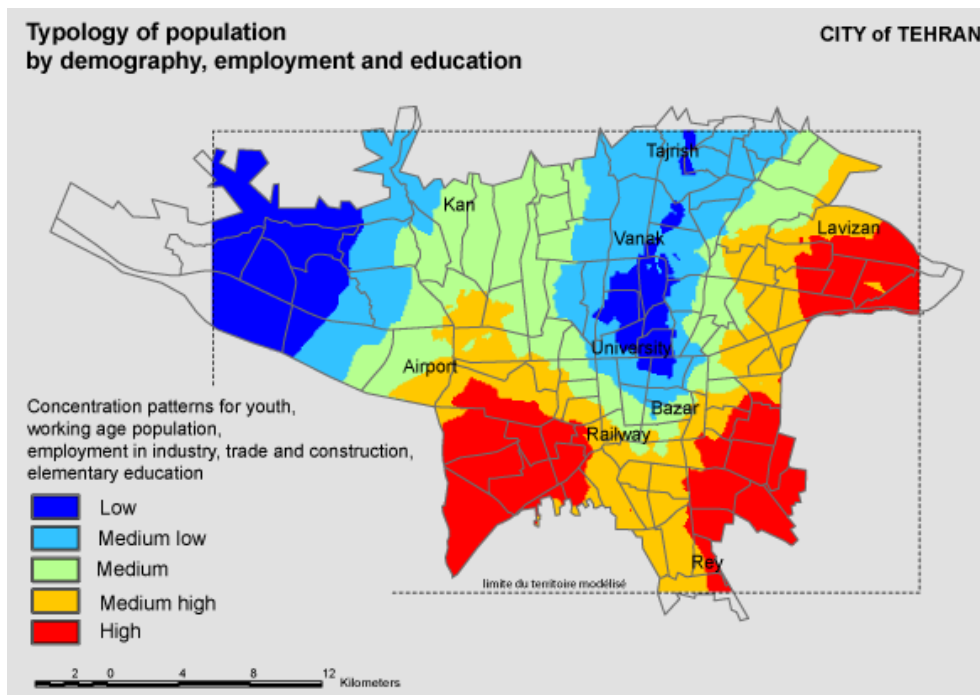 Typology of population
by demography, employment and education
CITY of TEHRAN
Tajrish
Kan
Lavizan
Vanak
University
Airport
Bazar
Railway
Rey
limite du territoire modélisé
Concentration patterns for youth,
working age population,
employment in industry, trade and construction,
elementary education
Low
Medium low
Medium
Medium high
High
2 0 4 8 12
Kilometers